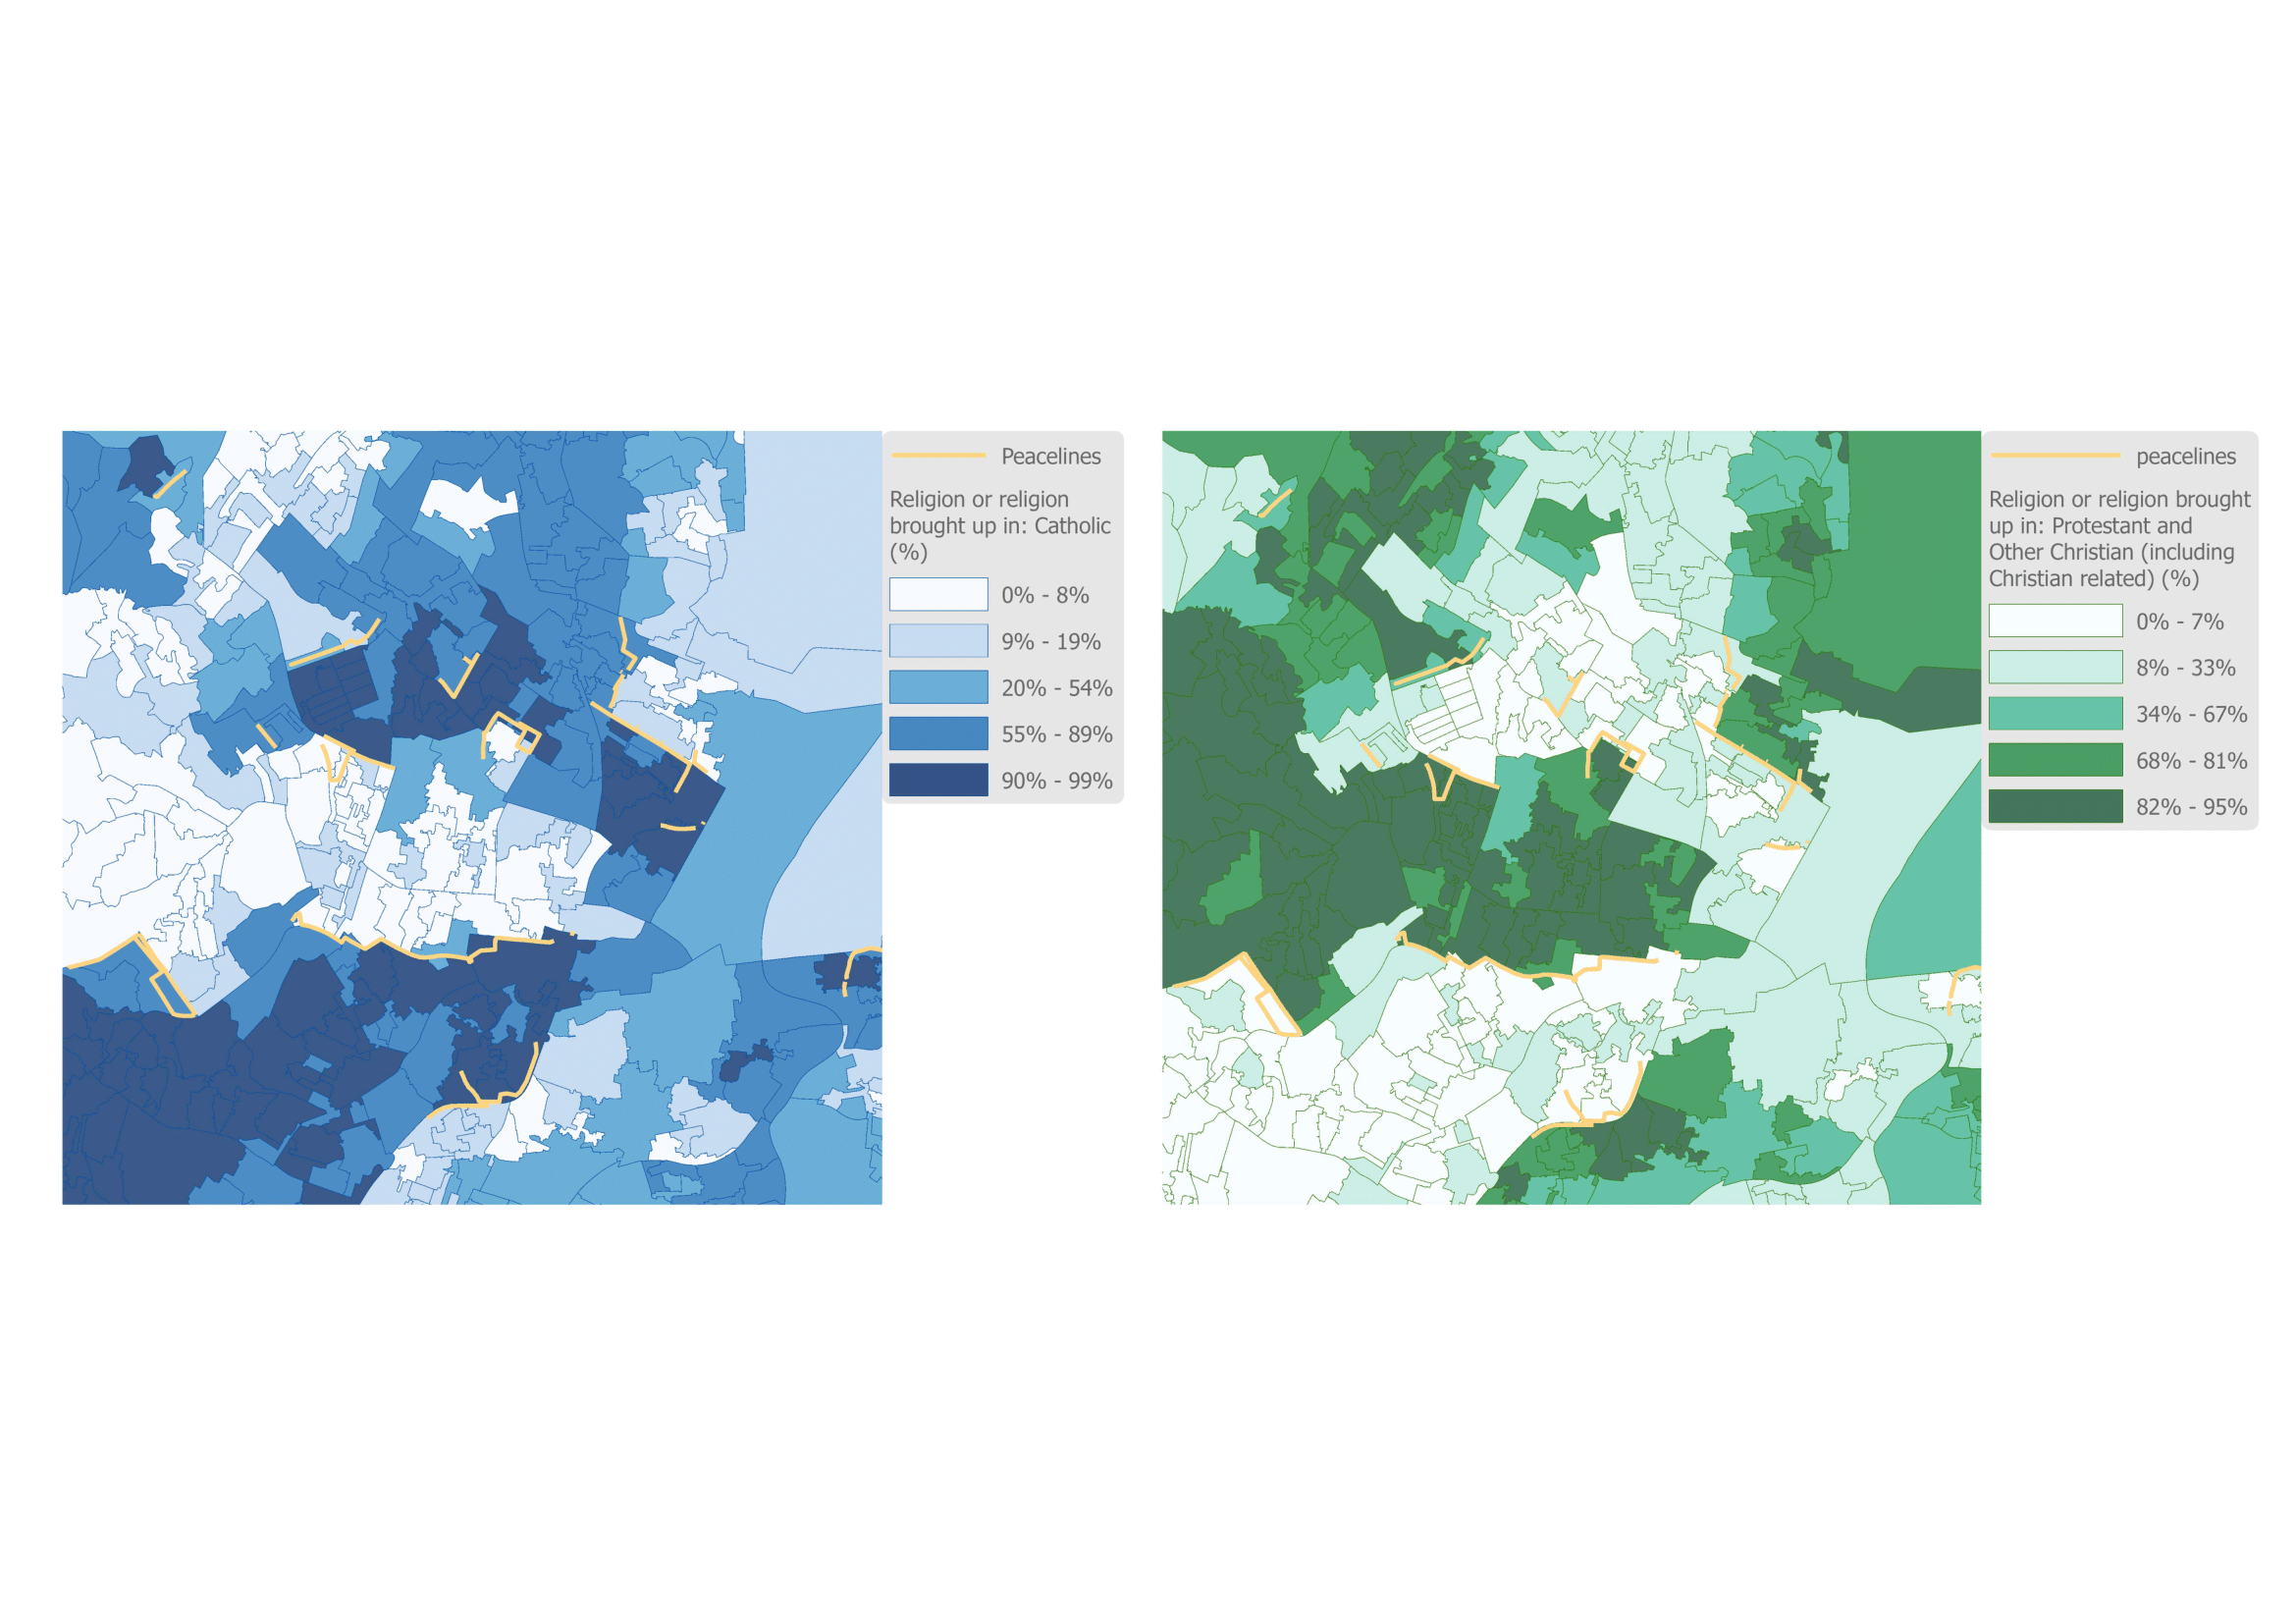 Peacelines
Religion or religion
brought up in: Catholic
(%)
0% - 8%
9% - 19%
20% - 54%
55% - 89%
90% - 99%
peacelines
Religion or religion brought
up in: Protestant and
Other Christian (including
Christian related) (%)
0% - 7%
8% - 33%
34% - 67%
68% - 81%
82% - 95%